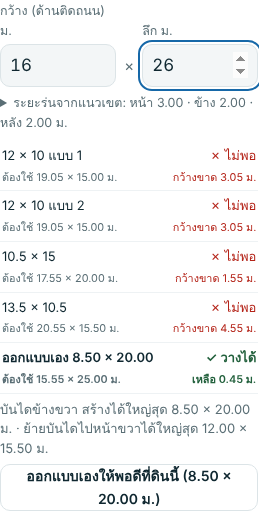 กว้าง (ด้านติดถนน)
ม.
ลึก ม.
16 × 26
▶ ระยะร่นจากแนวเขต: หน้า 3.00 · ข้าง 2.00 ·
หลัง 2.00 ม.
12 × 10 แบบ 1 × ไม่พอ
ต้องใช้ 19.05 × 15.00 ม. กว้างขาด 3.05 ม.
12 × 10 แบบ 2 × ไม่พอ
ต้องใช้ 19.05 × 15.00 ม. กว้างขาด 3.05 ม.
10.5 × 15 × ไม่พอ
ต้องใช้ 17.55 × 20.00 ม. กว้างขาด 1.55 ม.
13.5 × 10.5 × ไม่พอ
ต้องใช้ 20.55 × 15.50 ม. กว้างขาด 4.55 ม.
ออกแบบเอง 8.50 × 20.00 ✓ วางได้
ต้องใช้ 15.55 × 25.00 ม. เหลือ 0.45 ม.
บันไดข้างขวา สร้างได้ใหญ่สุด 8.50 × 20.00
ม. · ย้ายบันไดไปหน้าขวาได้ใหญ่สุด 12.00 ×
15.50 ม.
ออกแบบเองให้พอดีที่ดินนี้ (8.50 ×
20.00 ม.)